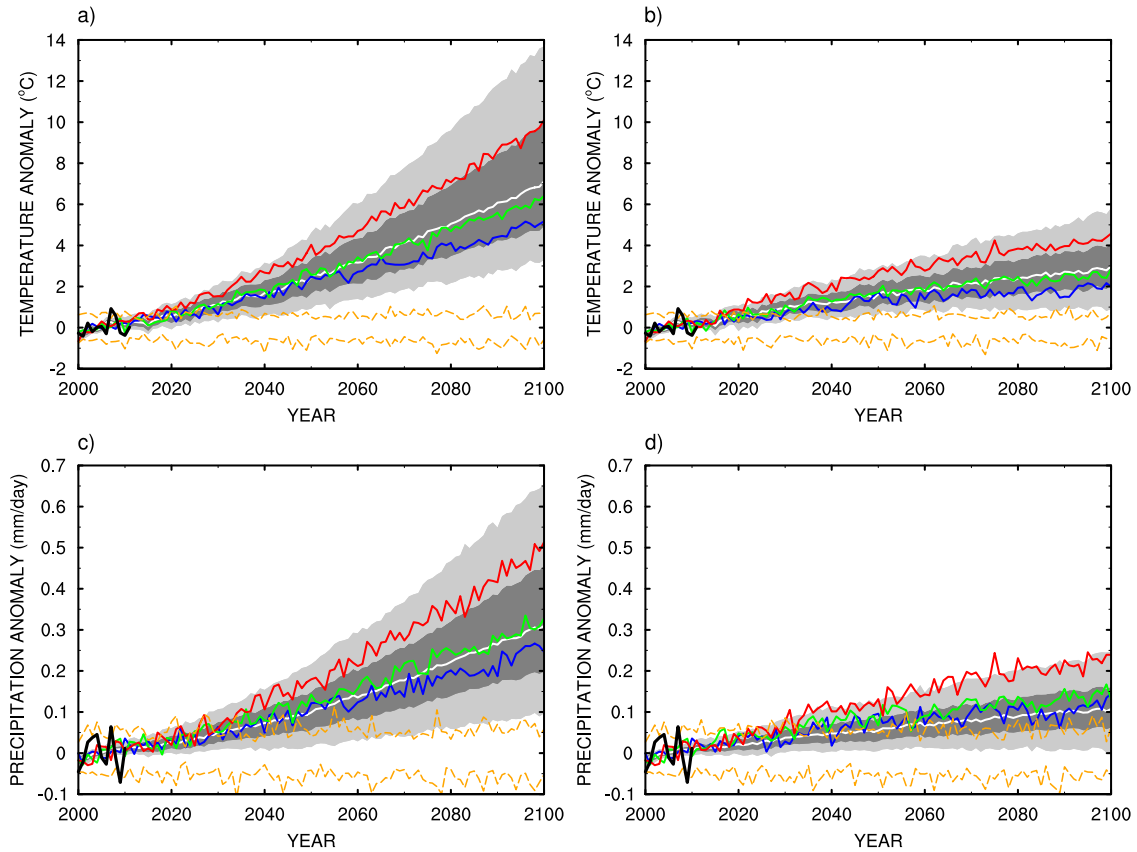 a)
TEMPERATURE ANOMALY (°C)
14
12
10
8
6
4
2
0
-2
2000 2020 2040 2060 2080 2100
YEAR
b)
TEMPERATURE ANOMALY (°C)
14
12
10
8
6
4
2
0
-2
2000 2020 2040 2060 2080 2100
YEAR
c)
PRECIPITATION ANOMALY (mm/day)
0.7
0.6
0.5
0.4
0.3
0.2
0.1
0
-0.1
2000 2020 2040 2060 2080 2100
YEAR
d)
PRECIPITATION ANOMALY (mm/day)
0.7
0.6
0.5
0.4
0.3
0.2
0.1
0
-0.1
2000 2020 2040 2060 2080 2100
YEAR